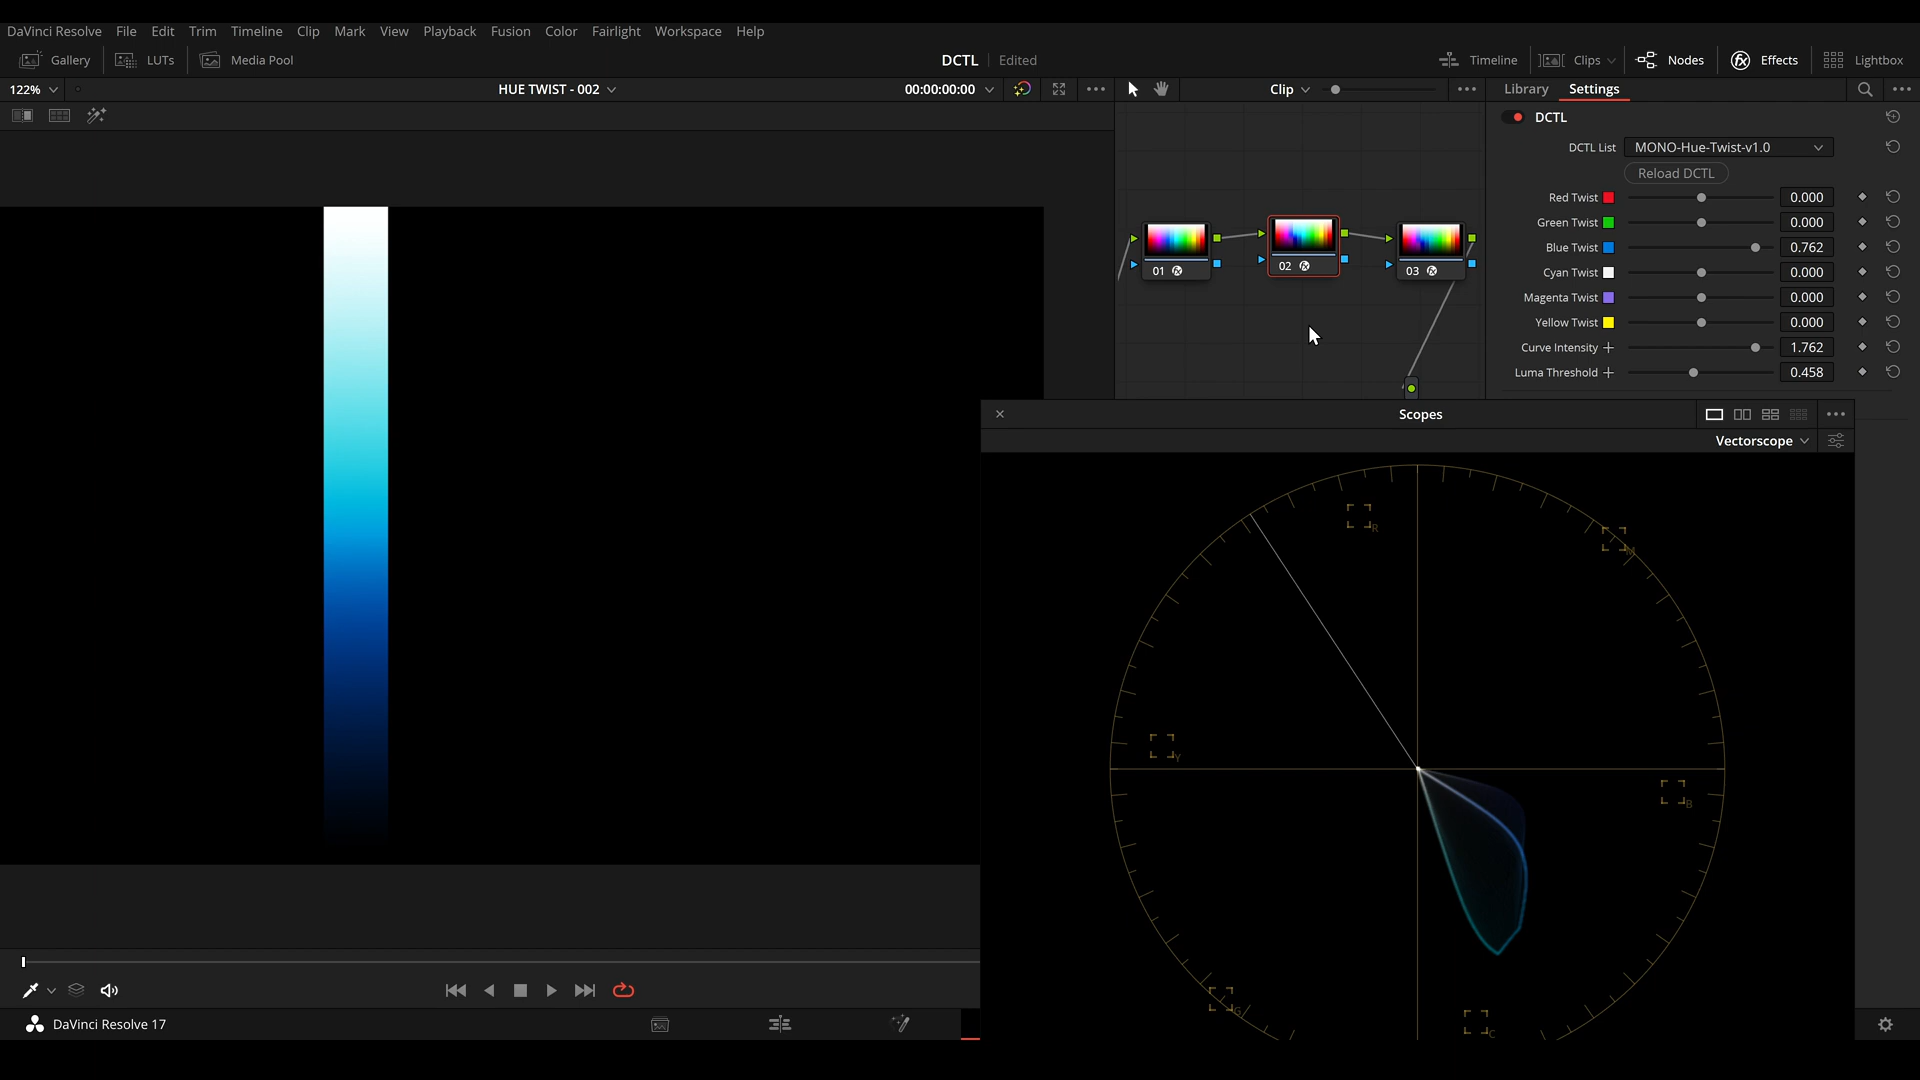 DaVinci Resolve File Edit Trim Timeline Clip Mark View Playback Fusion Color Fairlight Workspace Help
Gallery LUTs Media Pool DCTL Edited Timeline Clips Nodes Effects Lightbox
122% HUE TWIST - 002 00:00:00:00 Clip Library Settings
DCTL
DCTL List MONO-Hue-Twist-v1.0
Reload DCTL
Red Twist 0.000
Green Twist 0.000
Blue Twist 0.762
Cyan Twist 0.000
Magenta Twist 0.000
Yellow Twist 0.000
Curve Intensity 1.762
Luma Threshold 0.458
01 02 03
Scopes
Vectorscope
R
M
Y
B
G
C
DaVinci Resolve 17